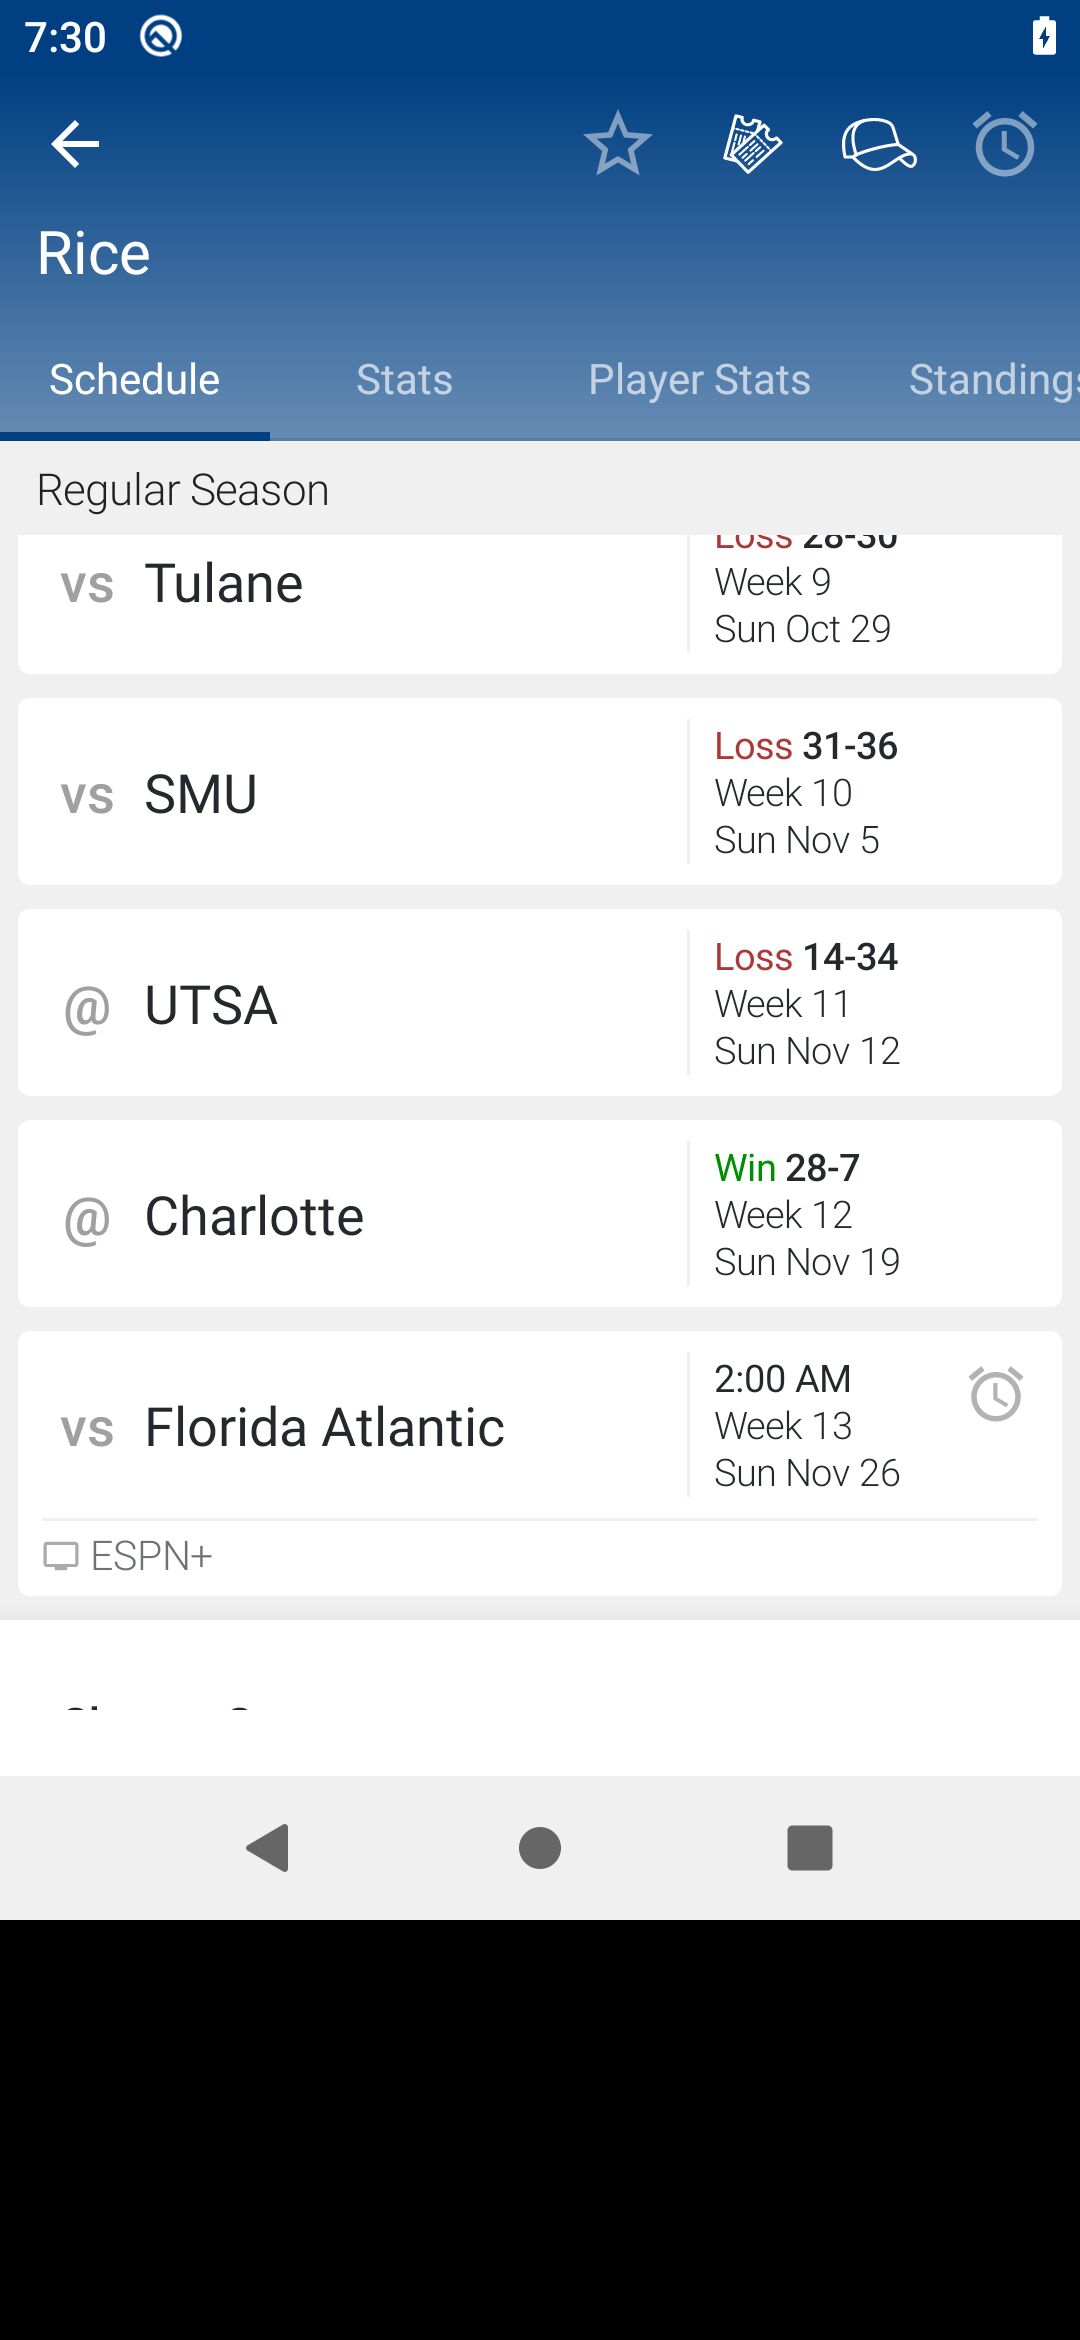 7:30
Rice
Schedule Stats Player Stats Standings
Regular Season
Loss 28-30
vs Tulane
Week 9
Sun Oct 29
Loss 31-36
vs SMU
Week 10
Sun Nov 5
Loss 14-34
@ UTSA
Week 11
Sun Nov 12
Win 28-7
@ Charlotte
Week 12
Sun Nov 19
2:00 AM
vs Florida Atlantic
Week 13
Sun Nov 26
ESPN+